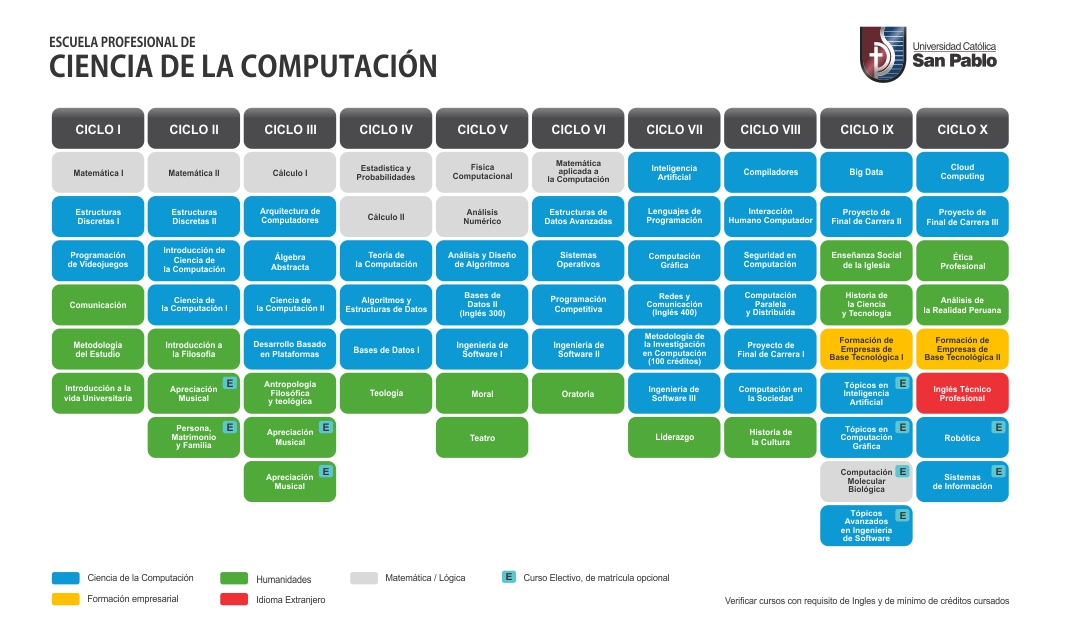 ESCUELA PROFESIONAL DE
CIENCIA DE LA COMPUTACIÓN
Universidad Católica
San Pablo
CICLO I
CICLO II
CICLO III
CICLO IV
CICLO V
CICLO VI
CICLO VII
CICLO VIII
CICLO IX
CICLO X
Matemática I
Matemática II
Cálculo I
Estadística y
Probabilidades
Física
Computacional
Matemática
aplicada a
la Computación
Inteligencia
Artificial
Compiladores
Big Data
Cloud
Computing
Estructuras
Discretas I
Estructuras
Discretas II
Arquitectura de
Computadores
Cálculo II
Análisis
Numérico
Estructuras de
Datos Avanzadas
Lenguajes de
Programación
Interacción
Humano Computador
Proyecto de
Final de Carrera II
Proyecto de
Final de Carrera III
Programación
de Videojuegos
Introducción de
Ciencia de
la Computación
Álgebra
Abstracta
Teoría de
la Computación
Análisis y Diseño
de Algoritmos
Sistemas
Operativos
Computación
Gráfica
Seguridad en
Computación
Enseñanza Social
de la Iglesia
Ética
Profesional
Comunicación
Ciencia de
la Computación I
Ciencia de
la Computación II
Algoritmos y
Estructuras de Datos
Bases de
Datos II
(Inglés 300)
Programación
Competitiva
Redes y
Comunicación
(Inglés 400)
Computación
Paralela
y Distribuida
Historia de
la Ciencia
y Tecnología
Análisis de
la Realidad Peruana
Metodología
del Estudio
Introducción a
la Filosofía
Desarrollo Basado
en Plataformas
Bases de Datos I
Ingeniería de
Software I
Ingeniería de
Software II
Metodología de
la Investigación
en Computación
(100 créditos)
Proyecto de
Final de Carrera I
Formación de
Empresas de
Base Tecnológica I
Formación de
Empresas de
Base Tecnológica II
Introducción a la
vida Universitaria
Apreciación
Musical
E
Antropología
Filosófica
y teológica
Teología
Moral
Oratoria
Ingeniería de
Software III
Computación en
la Sociedad
Tópicos en
Inteligencia
Artificial
E
Inglés Técnico
Profesional
Persona,
Matrimonio
y Familia
E
Apreciación
Musical
E
Teatro
Liderazgo
Historia de
la Cultura
Tópicos en
Computación
Gráfica
E
Robótica
E
Apreciación
Musical
E
Computación
Molecular
Biológica
E
Sistemas
de Información
E
Tópicos
Avanzados
en Ingeniería
de Software
E
Ciencia de la Computación
Humanidades
Matemática / Lógica
E Curso Electivo, de matrícula opcional
Formación empresarial
Idioma Extranjero
Verificar cursos con requisito de Ingles y de mínimo de créditos cursados